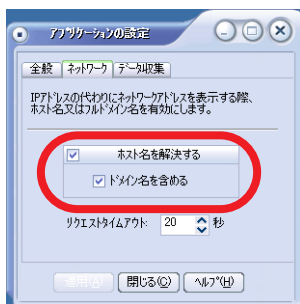 ｱﾌﾟﾘｹｰｼｮﾝの設定
全般 ﾈｯﾄﾜｰｸ ﾃﾞｰﾀ収集
IPｱﾄﾞﾚｽの代わりにﾈｯﾄﾜｰｸｱﾄﾞﾚｽを表示する際、
ﾎｽﾄ名又はﾌﾙﾄﾞﾒｲﾝ名を有効にします。
ﾎｽﾄ名を解決する
ﾄﾞﾒｲﾝ名を含める
ﾘｸｴｽﾄﾀｲﾑｱｳﾄ: 20 秒
適用(A) 閉じる(C) ﾍﾙﾌﾟ(H)